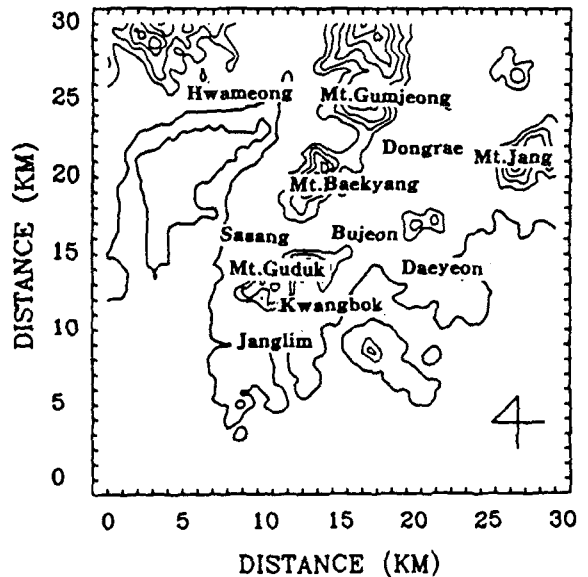 30
25
20
15
10
5
0
DISTANCE (KM)
Hwameong
Mt.Gumjeong
Dongrae
Mt.Jang
Mt.Baekyang
Sasang
Bujeon
Mt.Guduk
Daeyeon
Kwangbok
Janglim
0 5 10 15 20 25 30
DISTANCE (KM)